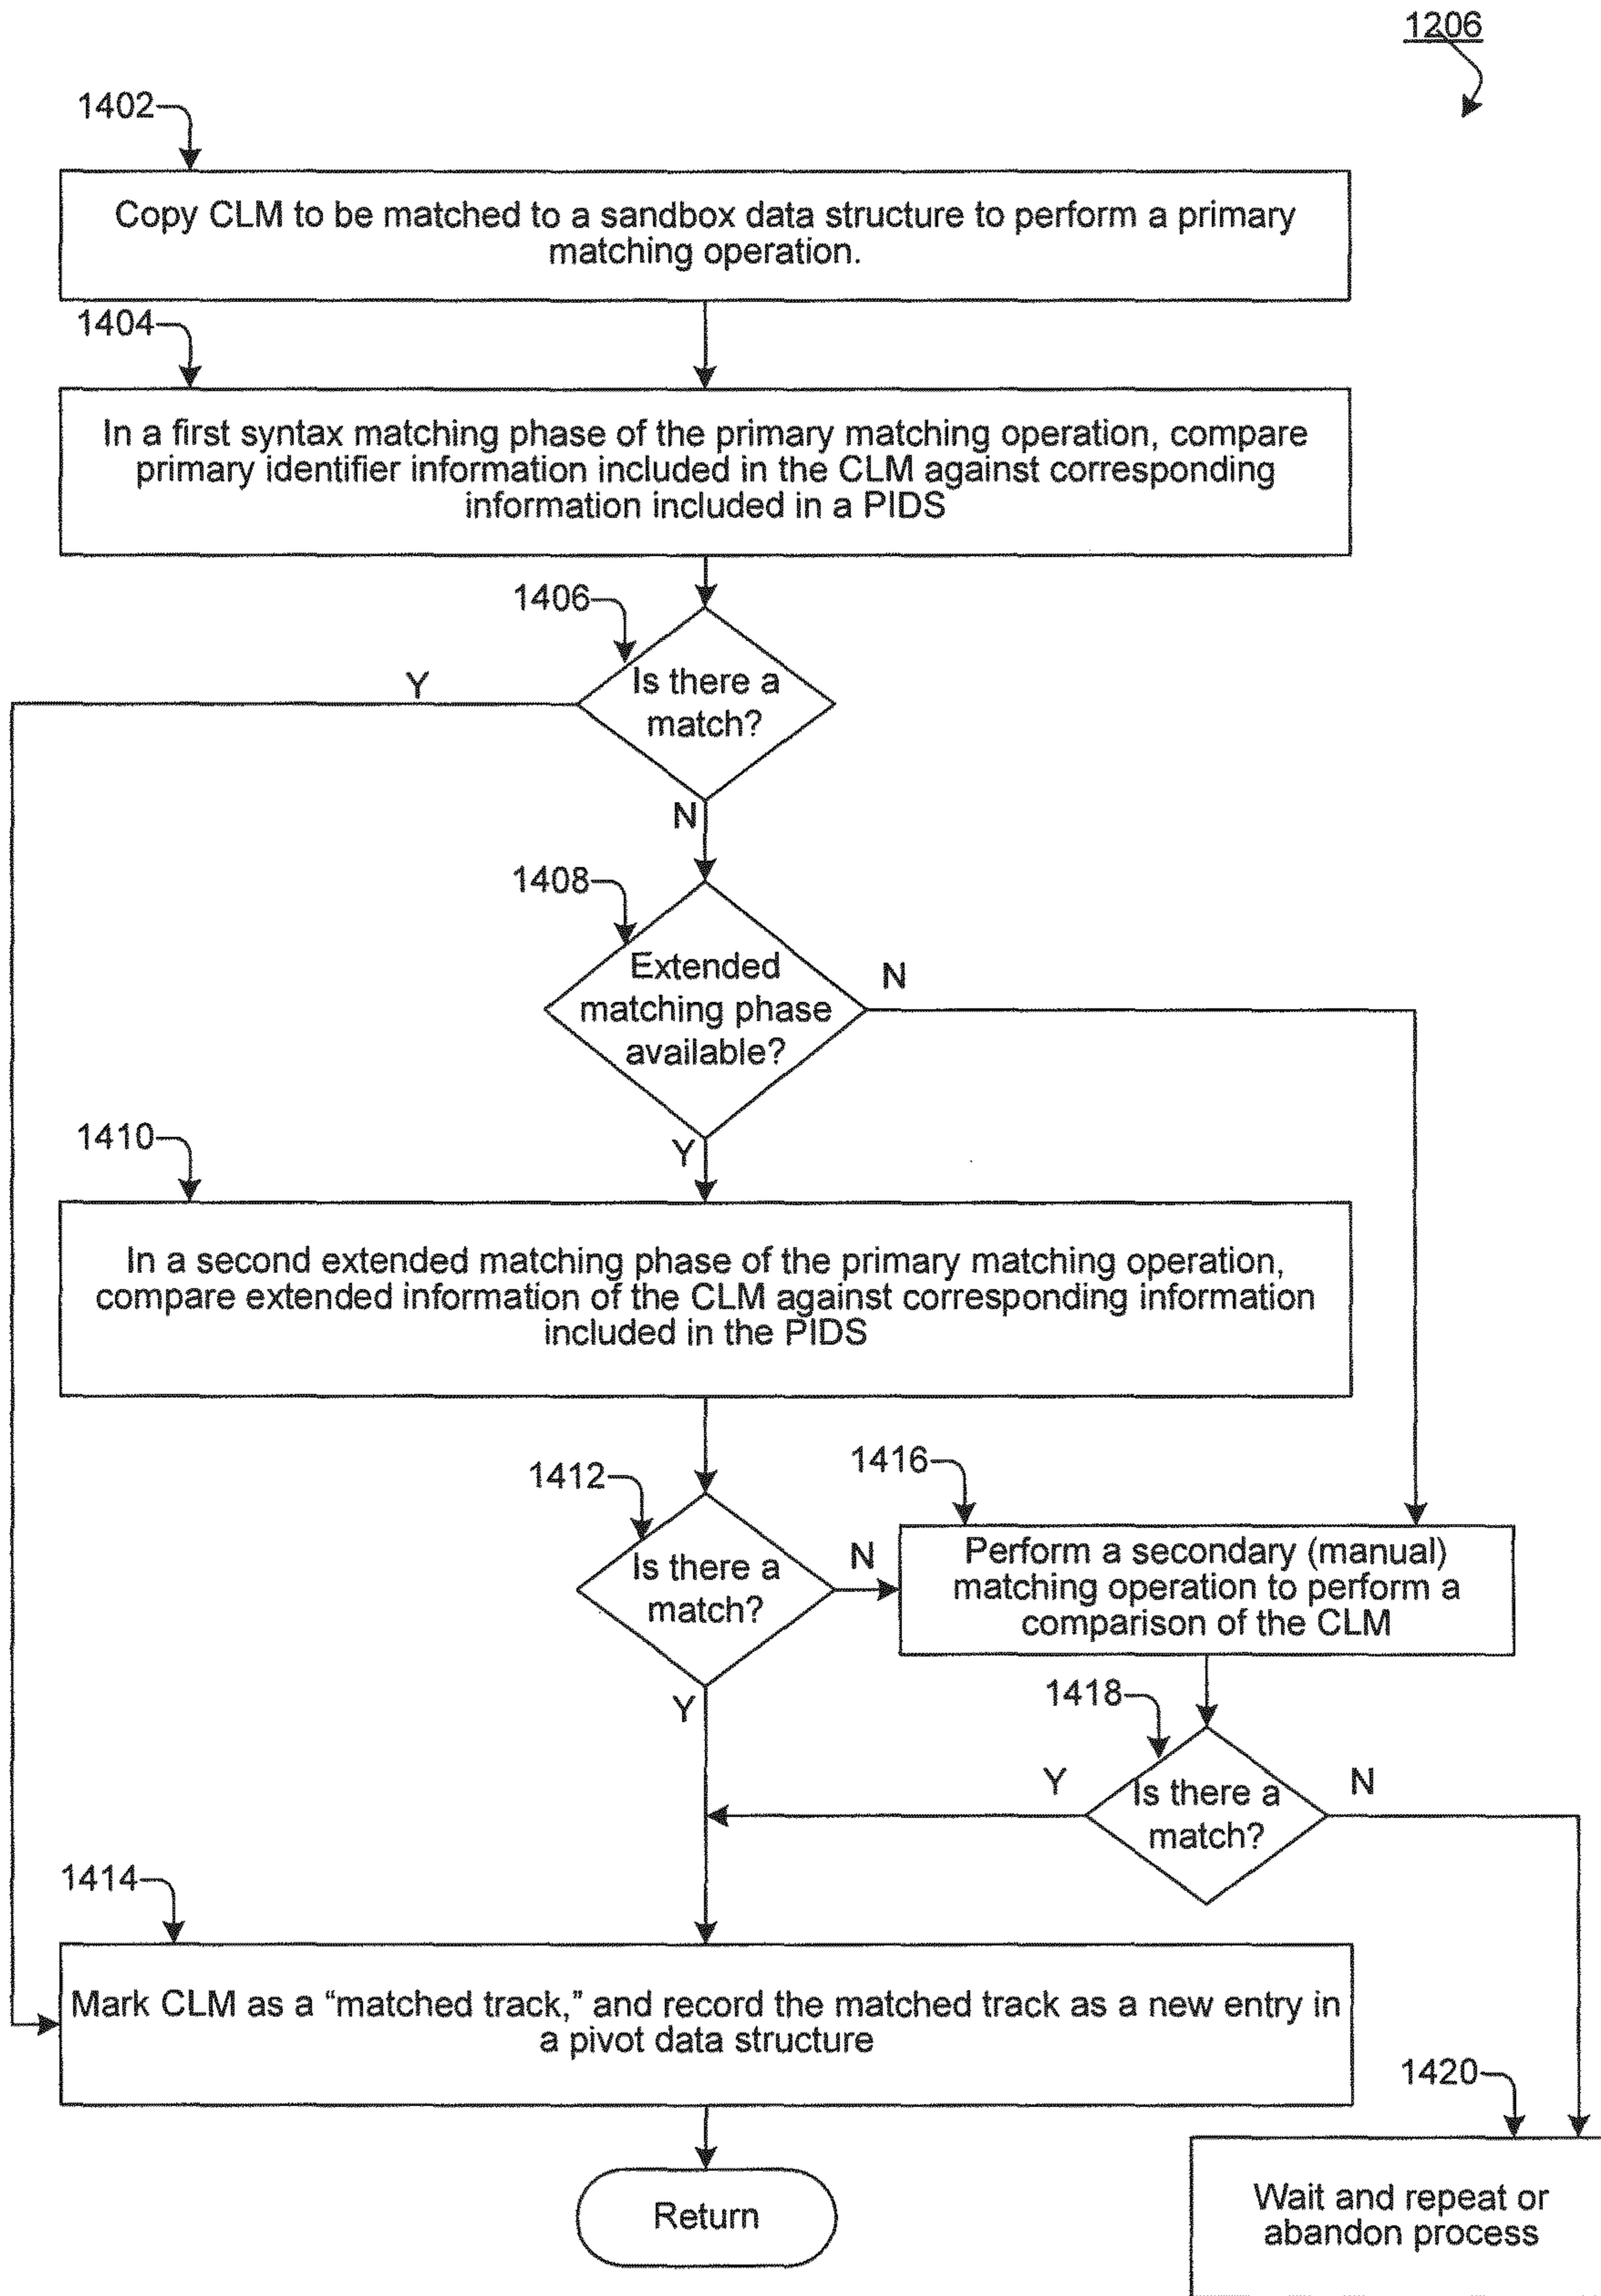 1206
1402
Copy CLM to be matched to a sandbox data structure to perform a primary
matching operation.
1404
In a first syntax matching phase of the primary matching operation, compare
primary identifier information included in the CLM against corresponding
information included in a PIDS
1406
Is there a
match?
Y
N
1408
Extended
matching phase
available?
N
Y
1410
In a second extended matching phase of the primary matching operation,
compare extended information of the CLM against corresponding information
included in the PIDS
1412
Is there a
match?
N
Y
1416
Perform a secondary (manual)
matching operation to perform a
comparison of the CLM
1418
Is there a
match?
Y
N
1414
Mark CLM as a “matched track,” and record the matched track as a new entry in
a pivot data structure
1420
Wait and repeat or
abandon process
Return